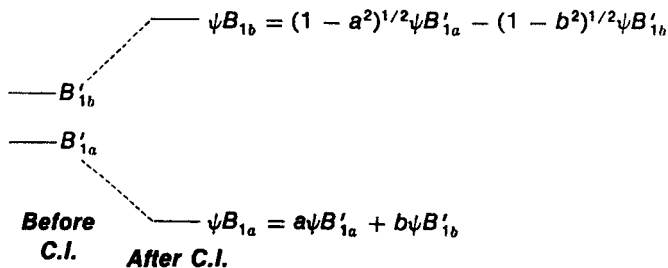 ψB₁b = (1 − a²)¹/²ψB′₁a − (1 − b²)¹/²ψB′₁b
B′₁b
B′₁a
ψB₁a = aψB′₁a + bψB′₁b
Before
C.I.
After C.I.